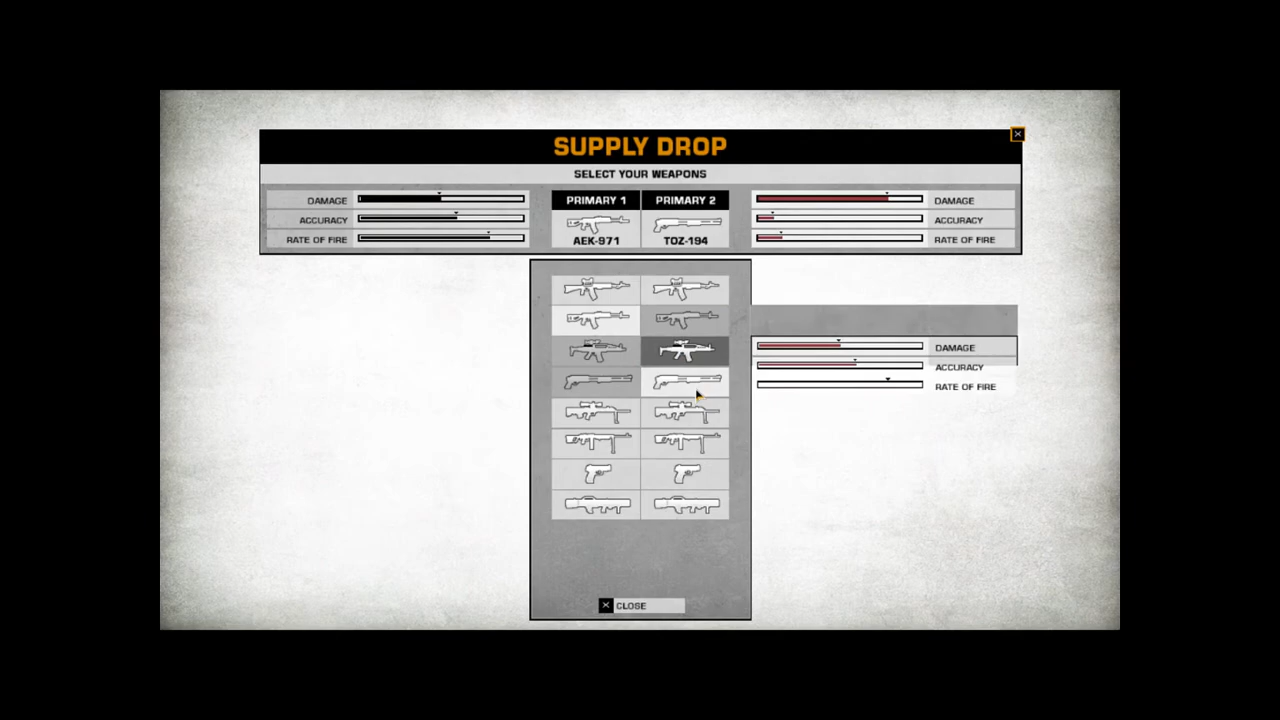 SUPPLY DROP
SELECT YOUR WEAPONS
DAMAGE
ACCURACY
RATE OF FIRE
PRIMARY 1
AEK-971
PRIMARY 2
TOZ-194
DAMAGE
ACCURACY
RATE OF FIRE
DAMAGE
ACCURACY
RATE OF FIRE
CLOSE